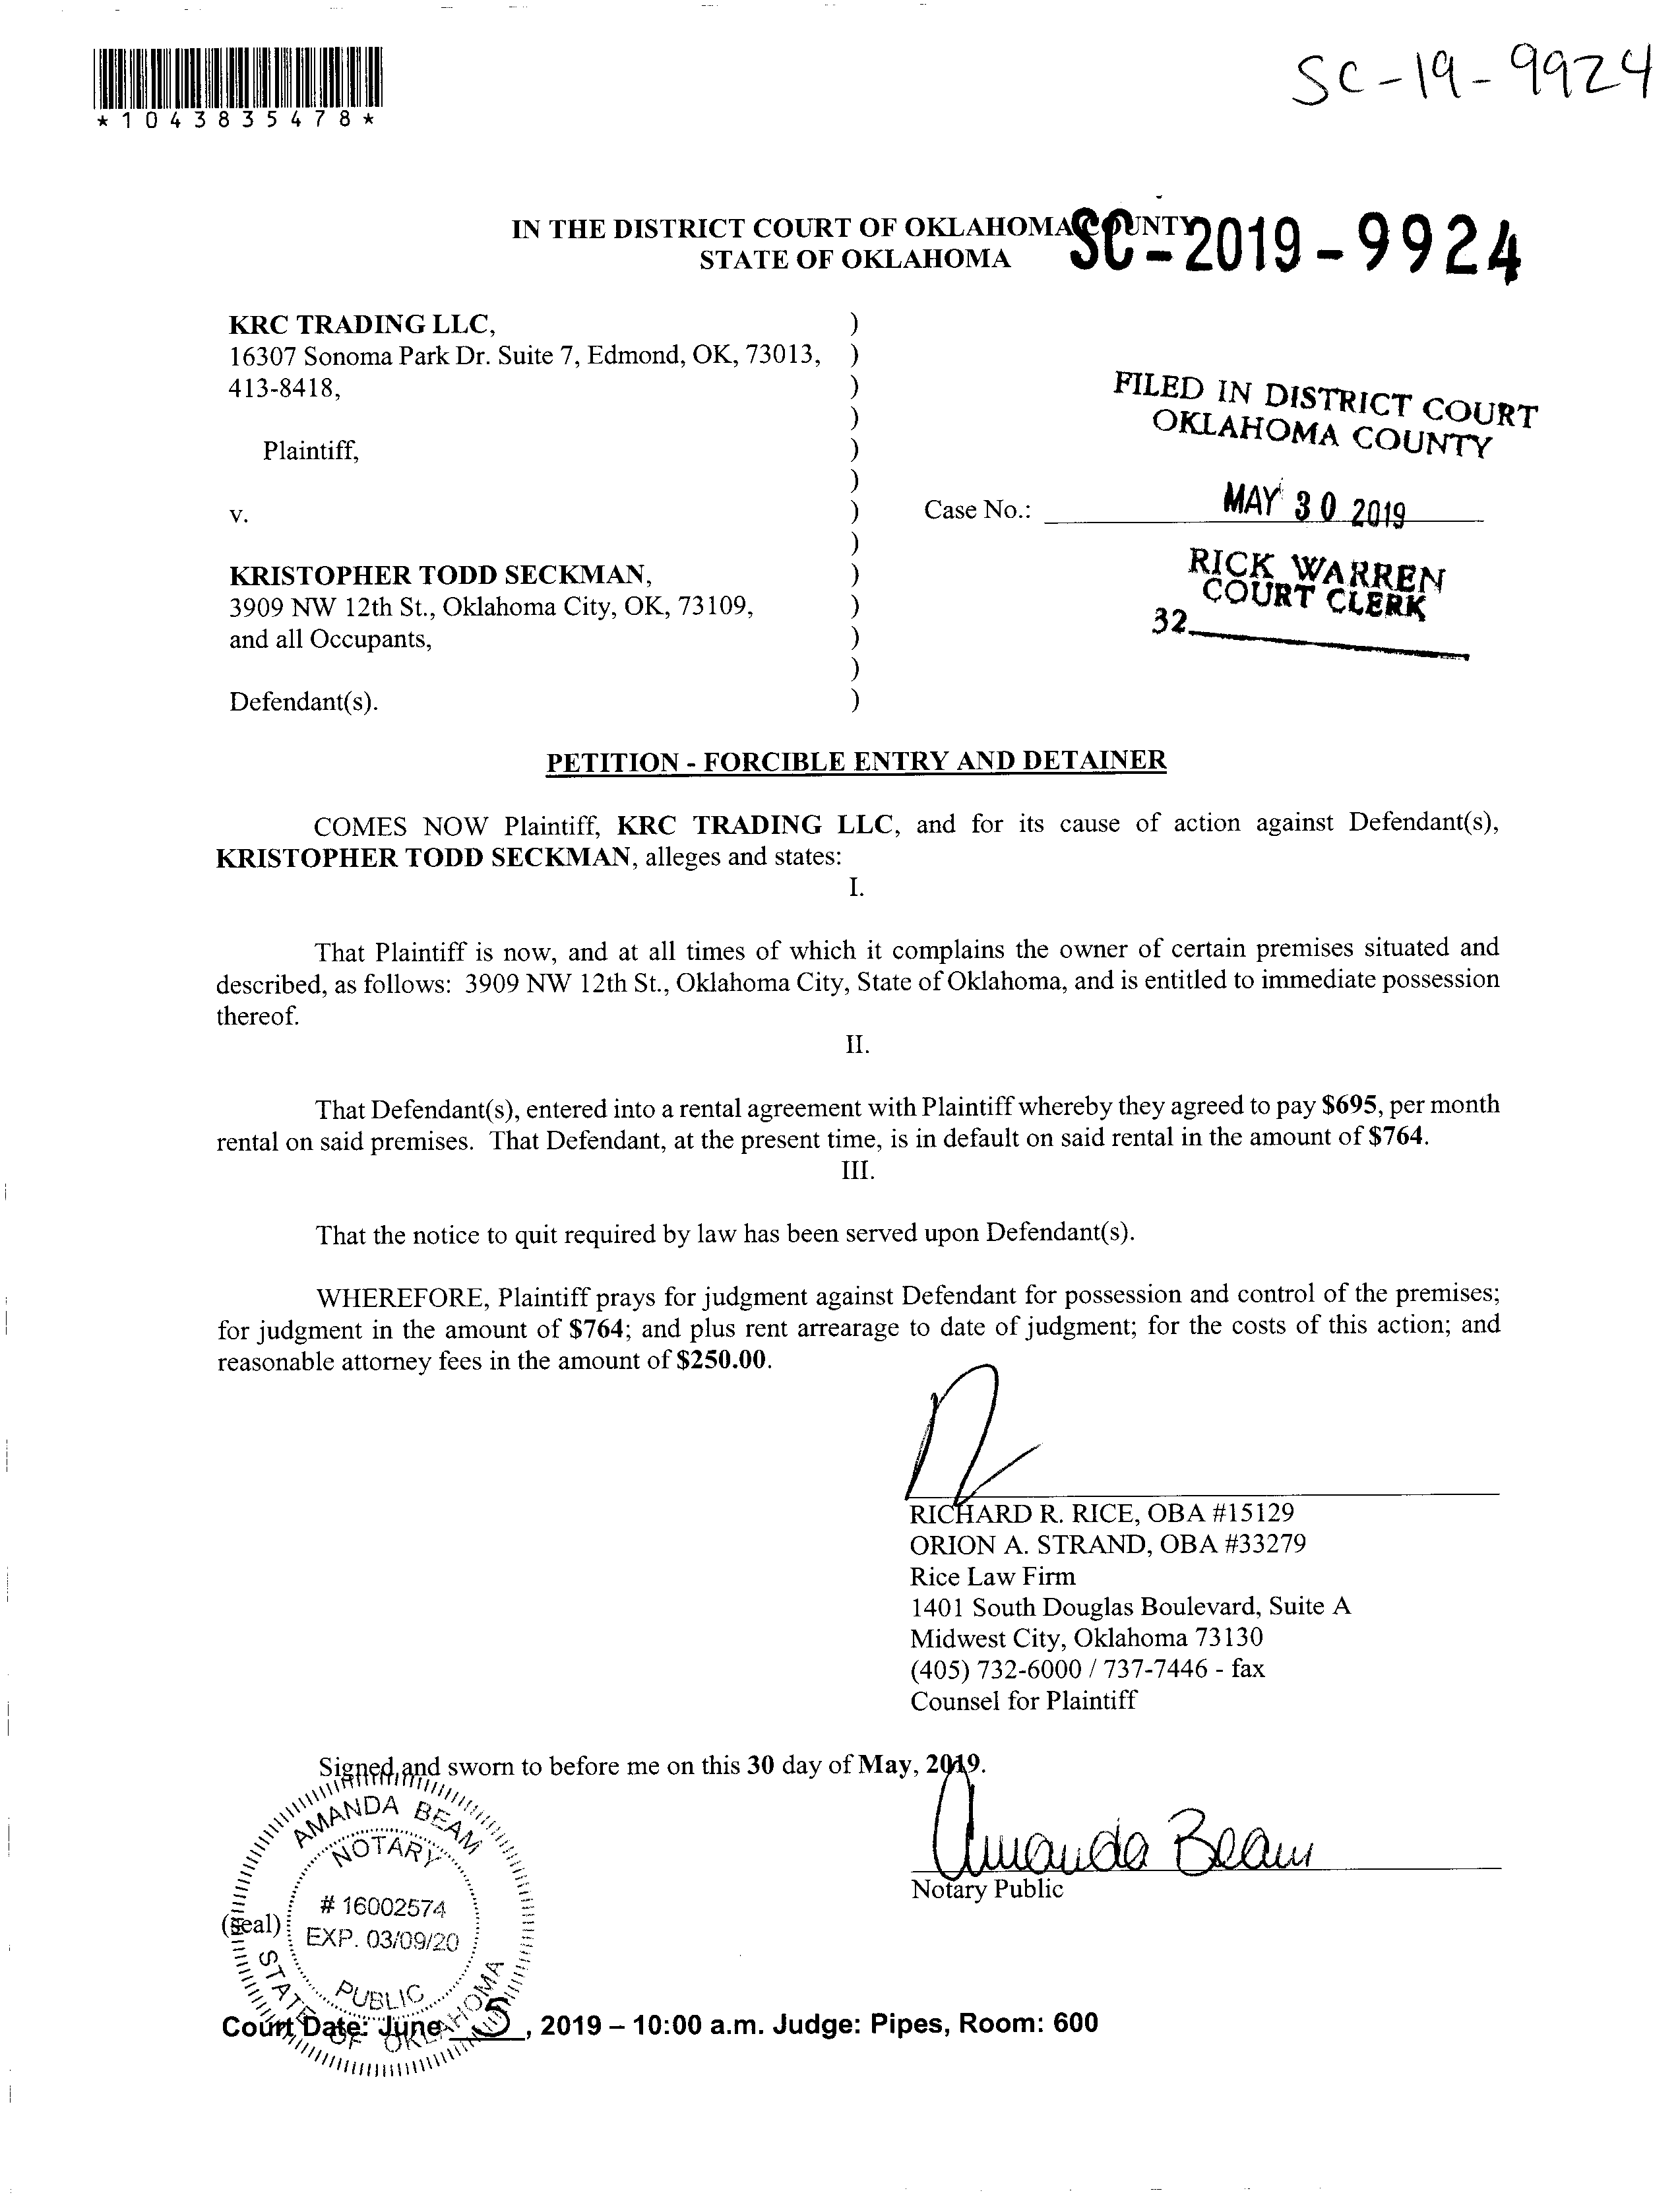 SC-19-9924
*1043835478*
IN THE DISTRICT COURT OF OKLAHOMA COUNTY
STATE OF OKLAHOMA
SC-2019-9924
KRC TRADING LLC, )
16307 Sonoma Park Dr. Suite 7, Edmond, OK, 73013, )
413-8418, )
)
Plaintiff, )
)
v. )
)
KRISTOPHER TODD SECKMAN, )
3909 NW 12th St., Oklahoma City, OK, 73109, )
and all Occupants, )
)
Defendant(s). )
FILED IN DISTRICT COURT
OKLAHOMA COUNTY
Case No.: MAY 30 2019
RICK WARREN
COURT CLERK
32
PETITION - FORCIBLE ENTRY AND DETAINER
COMES NOW Plaintiff, KRC TRADING LLC, and for its cause of action against Defendant(s),
KRISTOPHER TODD SECKMAN, alleges and states:
I.
That Plaintiff is now, and at all times of which it complains the owner of certain premises situated and
described, as follows: 3909 NW 12th St., Oklahoma City, State of Oklahoma, and is entitled to immediate possession
thereof.
II.
That Defendant(s), entered into a rental agreement with Plaintiff whereby they agreed to pay $695, per month
rental on said premises. That Defendant, at the present time, is in default on said rental in the amount of $764.
III.
That the notice to quit required by law has been served upon Defendant(s).
WHEREFORE, Plaintiff prays for judgment against Defendant for possession and control of the premises;
for judgment in the amount of $764; and plus rent arrearage to date of judgment; for the costs of this action; and
reasonable attorney fees in the amount of $250.00.
RICHARD R. RICE, OBA #15129
ORION A. STRAND, OBA #33279
Rice Law Firm
1401 South Douglas Boulevard, Suite A
Midwest City, Oklahoma 73130
(405) 732-6000 / 737-7446 - fax
Counsel for Plaintiff
Signed and sworn to before me on this 30 day of May, 2019.
Amanda Beam
Notary Public
(seal)
AMANDA BEAM
NOTARY
# 16002574
EXP. 03/09/20
PUBLIC
STATE OF OKLAHOMA
Court Date: June 5, 2019 – 10:00 a.m. Judge: Pipes, Room: 600